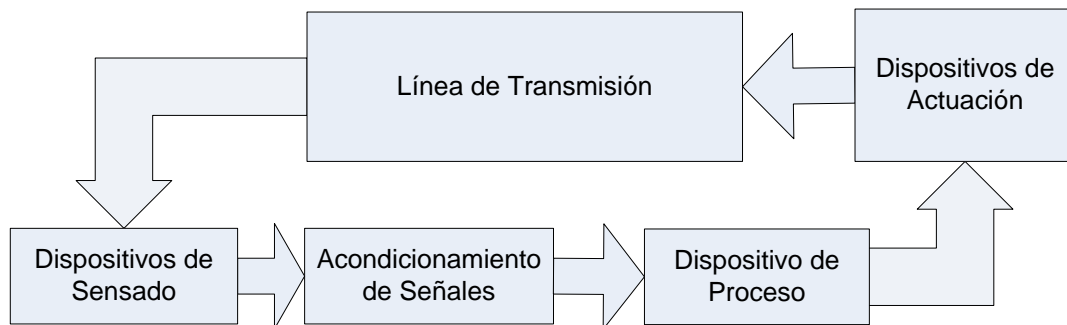 Línea de Transmisión
Dispositivos de
Actuación
Dispositivos de
Sensado
Acondicionamiento
de Señales
Dispositivo de
Proceso